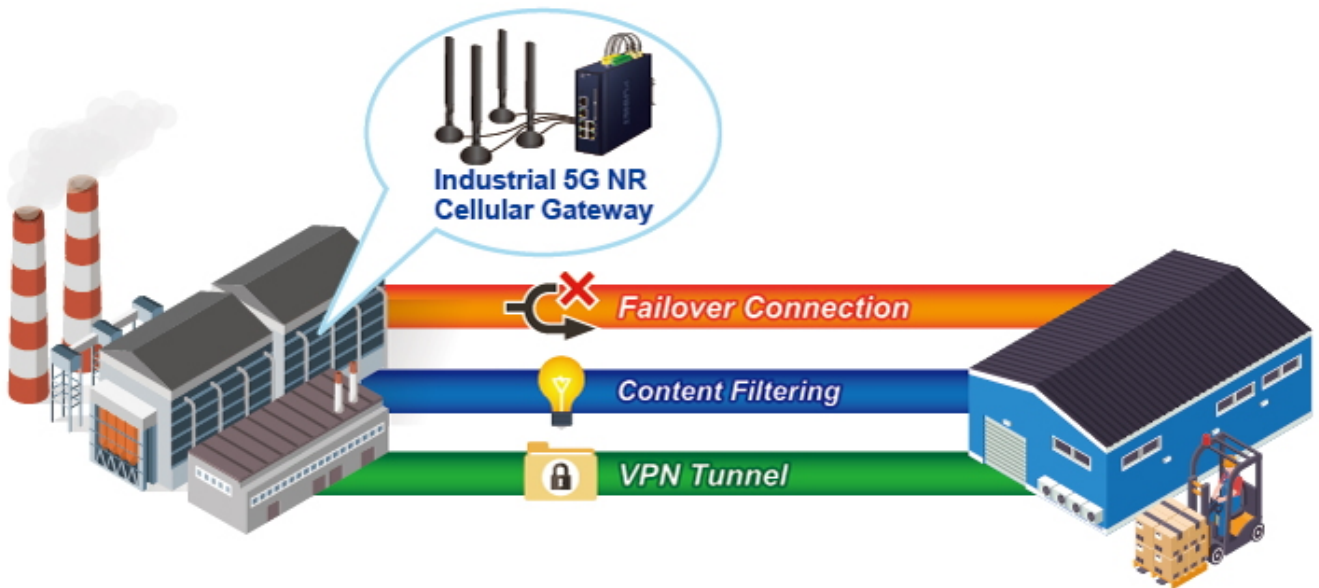 Industrial 5G NR
Cellular Gateway
Failover Connection
Content Filtering
VPN Tunnel